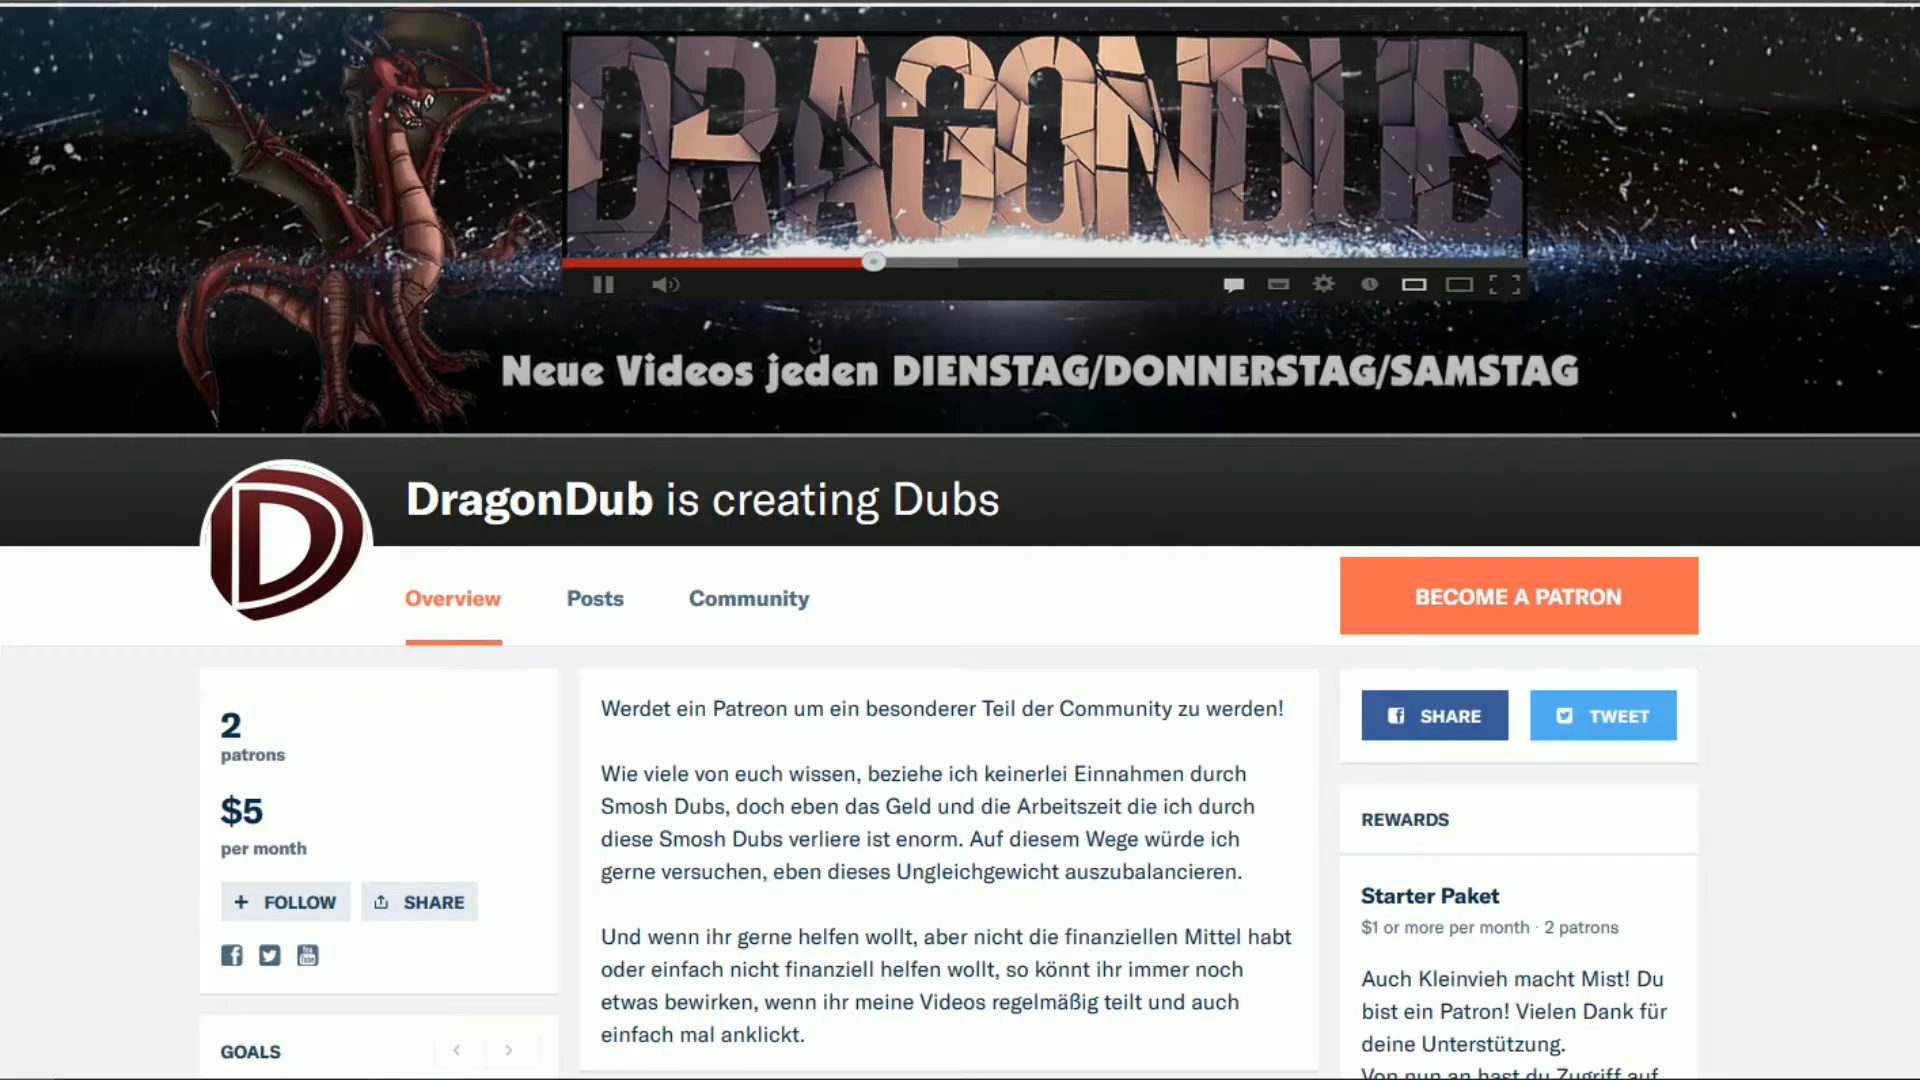 DRAGONDUB
Neue Videos jeden DIENSTAG/DONNERSTAG/SAMSTAG
D
DragonDub is creating Dubs
Overview
Posts
Community
BECOME A PATRON
2
patrons
$5
per month
+ FOLLOW
SHARE
GOALS
Werdet ein Patreon um ein besonderer Teil der Community zu werden!
Wie viele von euch wissen, beziehe ich keinerlei Einnahmen durch
Smosh Dubs, doch eben das Geld und die Arbeitszeit die ich durch
diese Smosh Dubs verliere ist enorm. Auf diesem Wege würde ich
gerne versuchen, eben dieses Ungleichgewicht auszubalancieren.
Und wenn ihr gerne helfen wollt, aber nicht die finanziellen Mittel habt
oder einfach nicht finanziell helfen wollt, so könnt ihr immer noch
etwas bewirken, wenn ihr meine Videos regelmäßig teilt und auch
einfach mal anklickt.
SHARE
TWEET
REWARDS
Starter Paket
$1 or more per month · 2 patrons
Auch Kleinvieh macht Mist! Du
bist ein Patron! Vielen Dank für
deine Unterstützung.
Von nun an hast du Zugriff auf